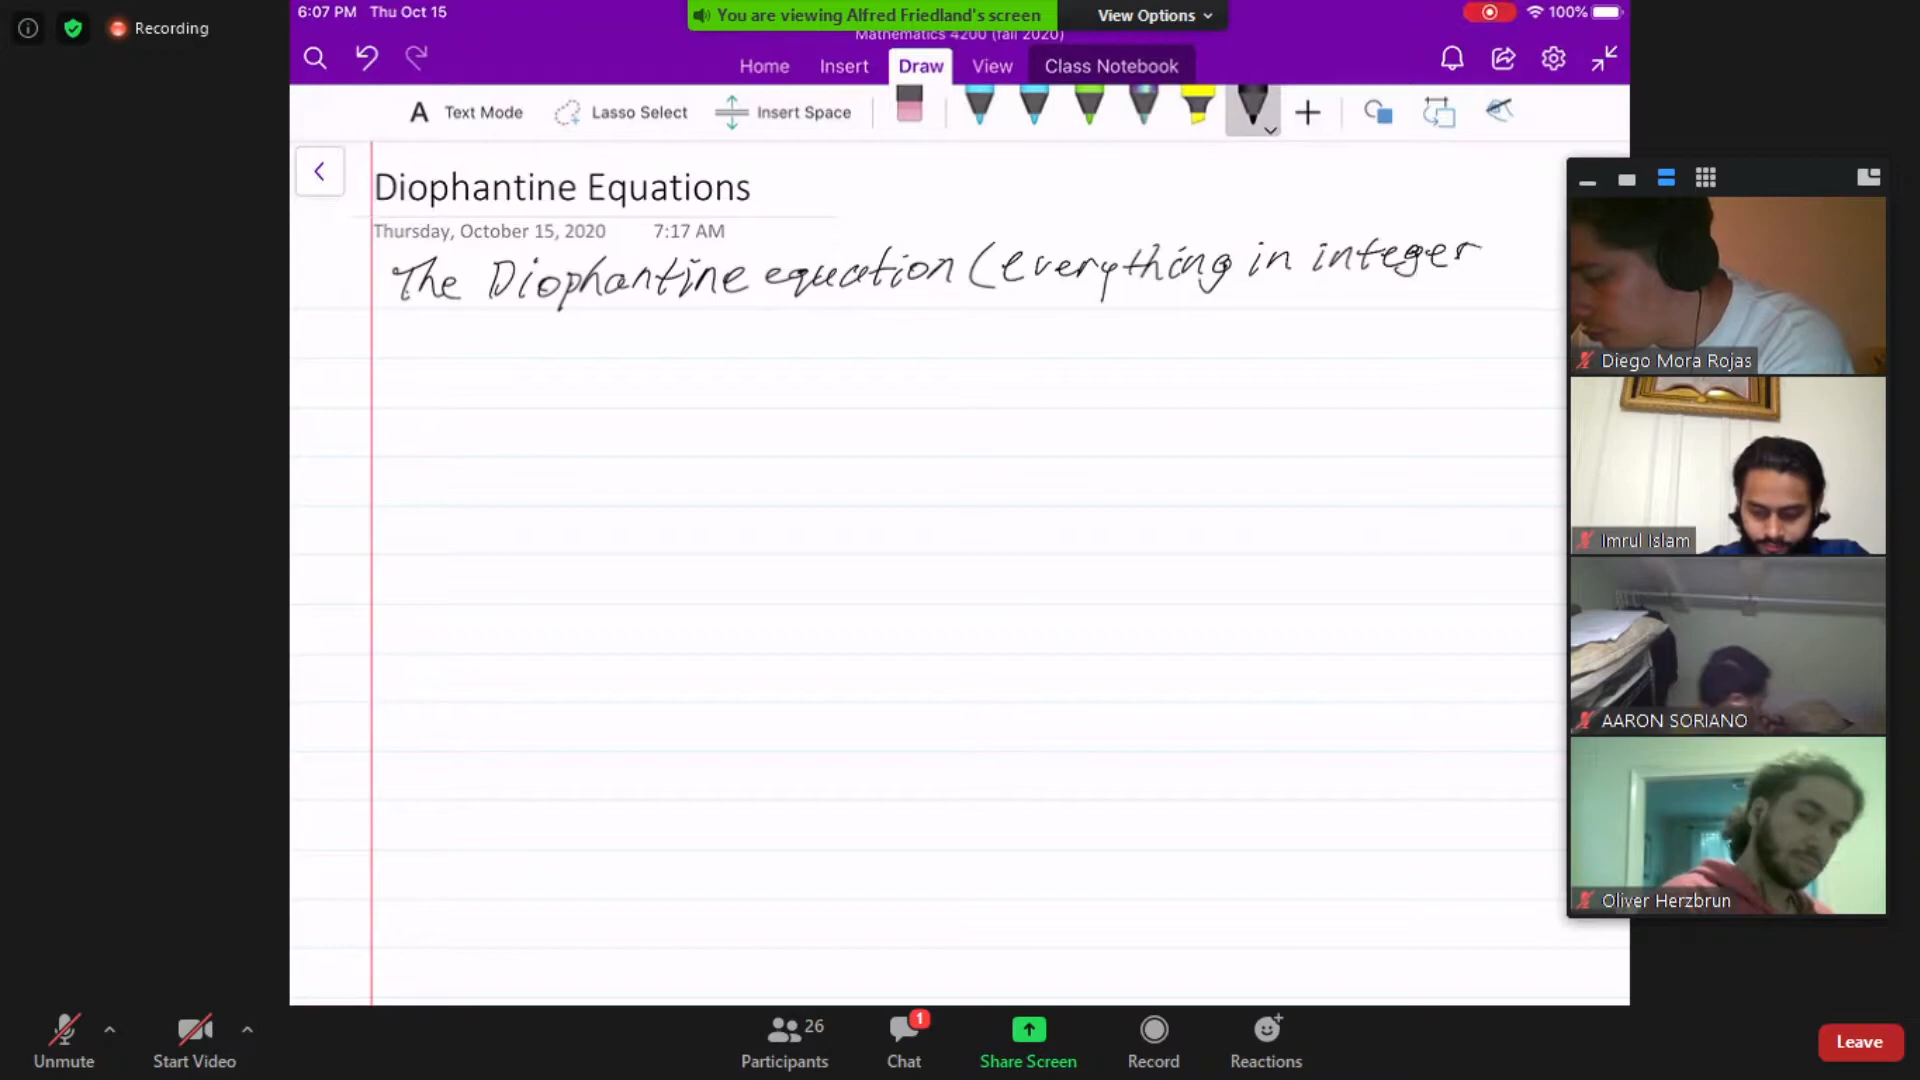 6:07 PM Thu Oct 15
You are viewing Alfred Friedland's screen
View Options
100%
Recording
Mathematics 4200 (fall 2020)
Home Insert Draw View Class Notebook
A Text Mode Lasso Select Insert Space
Diophantine Equations
Thursday, October 15, 2020 7:17 AM
The Diophantine equation (everything in integer
Diego Mora Rojas
Imrul Islam
AARON SORIANO
Oliver Herzbrun
26
1
Unmute Start Video Participants Chat Share Screen Record Reactions Leave